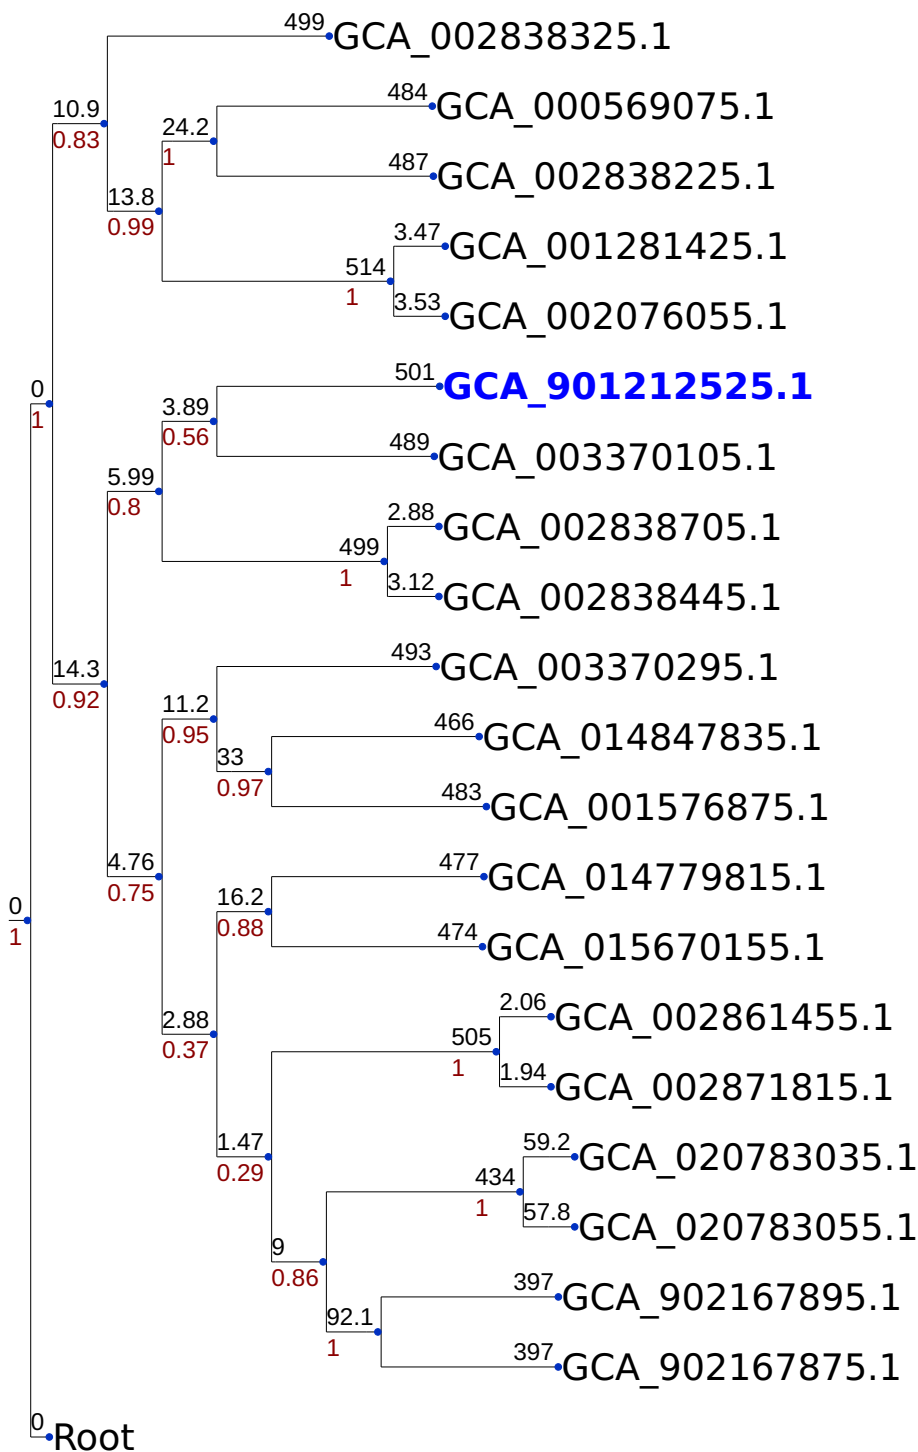 499
GCA_002838325.1
484
GCA_000569075.1
10.9
0.83
24.2
1
487
GCA_002838225.1
13.8
0.99
3.47
GCA_001281425.1
514
1
3.53
GCA_002076055.1
0
1
501
GCA_901212525.1
3.89
0.56
489
GCA_003370105.1
5.99
0.8
2.88
GCA_002838705.1
499
1
3.12
GCA_002838445.1
14.3
0.92
493
GCA_003370295.1
11.2
0.95
466
GCA_014847835.1
33
0.97
483
GCA_001576875.1
4.76
0.75
477
GCA_014779815.1
0
1
16.2
0.88
474
GCA_015670155.1
2.88
0.37
2.06
GCA_002861455.1
505
1
1.94
GCA_002871815.1
1.47
0.29
59.2
GCA_020783035.1
434
1
57.8
GCA_020783055.1
9
0.86
397
GCA_902167895.1
92.1
1
397
GCA_902167875.1
0
Root